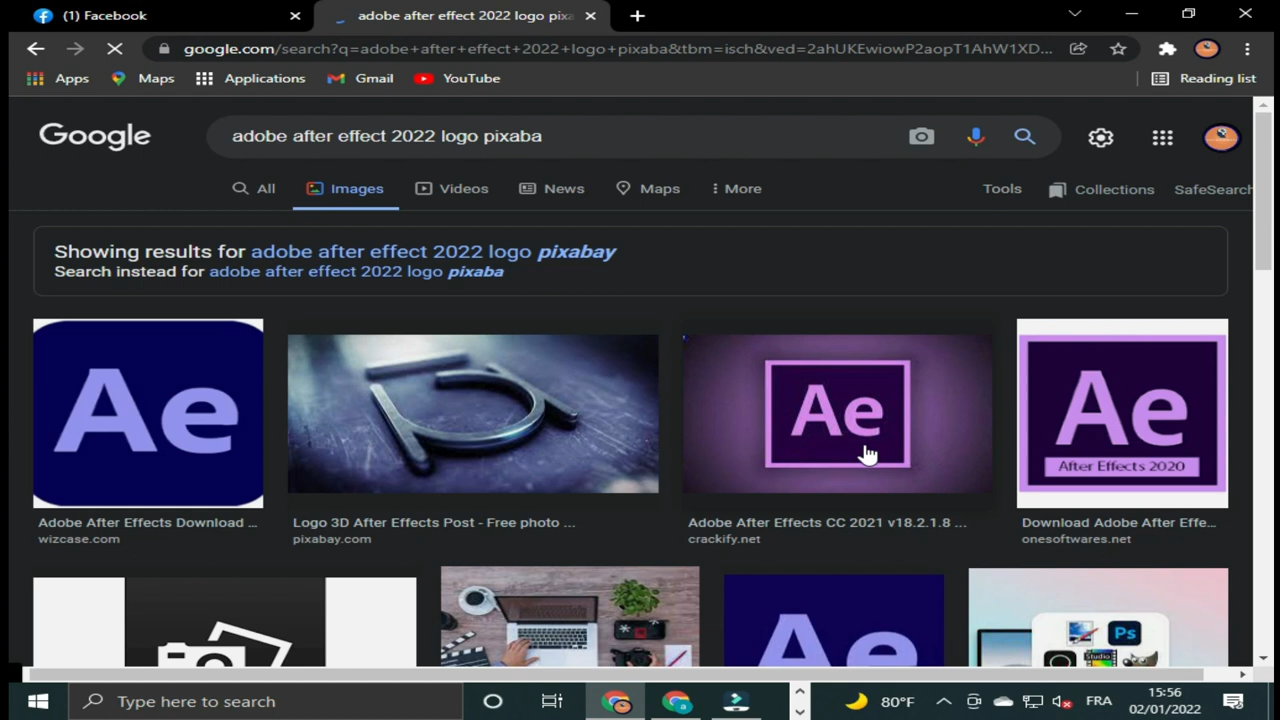 (1) Facebook
adobe after effect 2022 logo pixa
google.com/search?q=adobe+after+effect+2022+logo+pixaba&tbm=isch&ved=2ahUKEwiowP2aopT1AhW1XD...
Apps
Maps
Applications
Gmail
YouTube
Reading list
Google
adobe after effect 2022 logo pixaba
All
Images
Videos
News
Maps
More
Tools
Collections
SafeSearch
Showing results for adobe after effect 2022 logo pixabay
Search instead for adobe after effect 2022 logo pixaba
Ae
Ae
Ae
After Effects 2020
Adobe After Effects Download ...
wizcase.com
Logo 3D After Effects Post - Free photo ...
pixabay.com
Adobe After Effects CC 2021 v18.2.1.8 ...
crackify.net
Download Adobe After Effe...
onesoftwares.net
Ae
Ps
Studio
Type here to search
80°F
FRA
15:56
02/01/2022